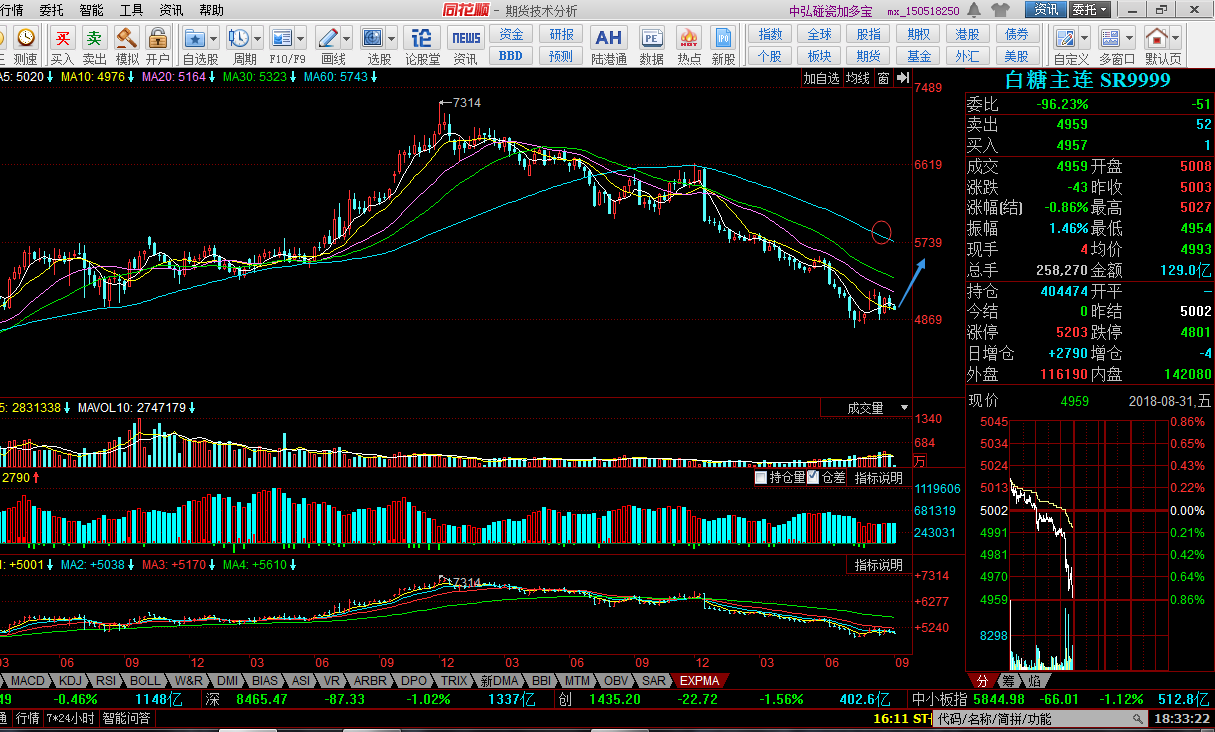 行情 委托 智能 工具 资讯 帮助 同花顺 - 期货技术分析 中弘碰瓷加多宝 mx_150518250 资讯 委托
测速 买 买入 卖 卖出 模拟 开户 自选股 周期 F10/F9 画线 选股 论 论股堂 NEWS 资讯 资金 BBD 研报 预测 AH 陆港通 PE 数据 HOT 热点 IPO 新股 指数 个股 全球 板块 股指 期货 期权 基金 港股 外汇 债券 美股 自定义 多窗口 默认页
A5: 5020↓ MA10: 4976↓ MA20: 5164↓ MA30: 5323↓ MA60: 5743↓ 加自选 均线 窗
7489
←7314
6619
5739
4869
5: 2831338↓ MAVOL10: 2747179↓ 成交量
1340
684
万
2790↑ 持仓量 仓差 指标说明
1119606
681319
243031
1: +5001↓ MA2: +5038↓ MA3: +5170↓ MA4: +5610↓ 指标说明
+7314
7314
+6277
+5240
03 06 09 12 03 06 09 12 03 06 09 12 03 06 09
MACD KDJ RSI BOLL W&R DMI BIAS ASI VR ARBR DPO TRIX 新DMA BBI MTM OBV SAR EXPMA
白糖主连 SR9999
委比 -96.23% -51
卖出 4959 52
买入 4957 1
成交 4959 开盘 5008
涨跌 -43 昨收 5003
涨幅(结) -0.86% 最高 5027
振幅 1.46% 最低 4954
现手 4 均价 4993
总手 258,270 金额 129.0亿
持仓 404474 开平 —
今结 0 昨结 5002
涨停 5203 跌停 4801
日增仓 +2790 增仓 -4
外盘 116190 内盘 142080
现价 4959 2018-08-31,五
5045 0.86%
5034 0.65%
5024 0.43%
5013 0.22%
5002 0.00%
4991 0.21%
4981 0.42%
4970 0.64%
4959 0.86%
8298
分 筹 焰
49 -0.46% 1148亿 深 8465.47 -87.33 -1.02% 1337亿 创 1435.20 -22.72 -1.56% 402.6亿 中小板指 5844.98 -66.01 -1.12% 512.8亿
通 行情 7*24小时 智能问答 16:11 ST 代码/名称/简拼/功能 18:33:22